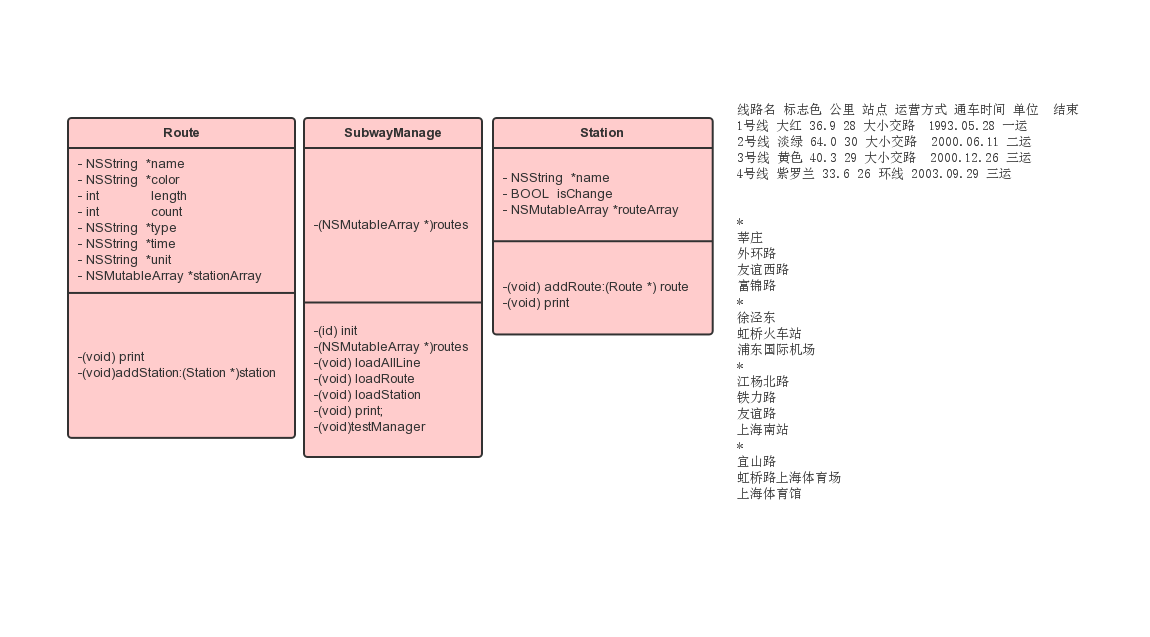 Route
- NSString  *name
- NSString  *color
- int  length
- int  count
- NSString  *type
- NSString  *time
- NSString  *unit
- NSMutableArray *stationArray
-(void) print
-(void)addStation:(Station *)station
SubwayManage
-(NSMutableArray *)routes
-(id) init
-(NSMutableArray *)routes
-(void) loadAllLine
-(void) loadRoute
-(void) loadStation
-(void) print;
-(void)testManager
Station
- NSString  *name
- BOOL  isChange
- NSMutableArray *routeArray
-(void) addRoute:(Route *) route
-(void) print
线路名 标志色 公里 站点 运营方式 通车时间 单位  结束
1号线 大红 36.9 28 大小交路  1993.05.28 一运
2号线 淡绿 64.0 30 大小交路  2000.06.11 二运
3号线 黄色 40.3 29 大小交路  2000.12.26 三运
4号线 紫罗兰 33.6 26 环线 2003.09.29 三运
*
莘庄
外环路
友谊西路
富锦路
*
徐泾东
虹桥火车站
浦东国际机场
*
江杨北路
铁力路
友谊路
上海南站
*
宜山路
虹桥路上海体育场
上海体育馆